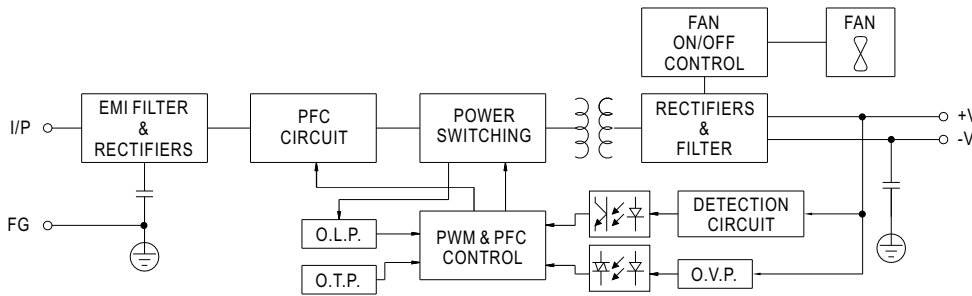 FAN
ON/OFF
CONTROL
FAN
I/P
EMI FILTER
&
RECTIFIERS
PFC
CIRCUIT
POWER
SWITCHING
RECTIFIERS
&
FILTER
+V
-V
FG
O.L.P.
O.T.P.
PWM & PFC
CONTROL
DETECTION
CIRCUIT
O.V.P.